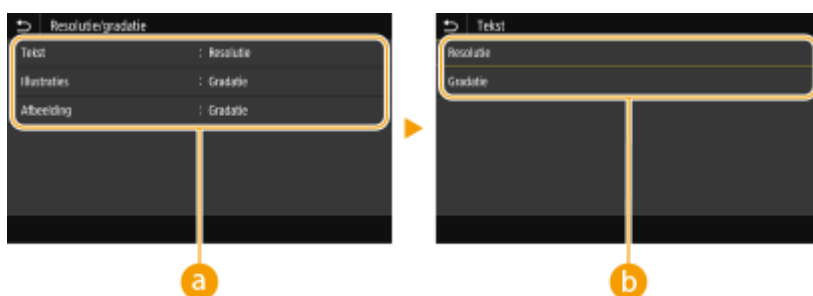 Resolutie/gradatie
Tekst : Resolutie
Illustraties : Gradatie
Afbeelding : Gradatie
a
Tekst
Resolutie
Gradatie
b